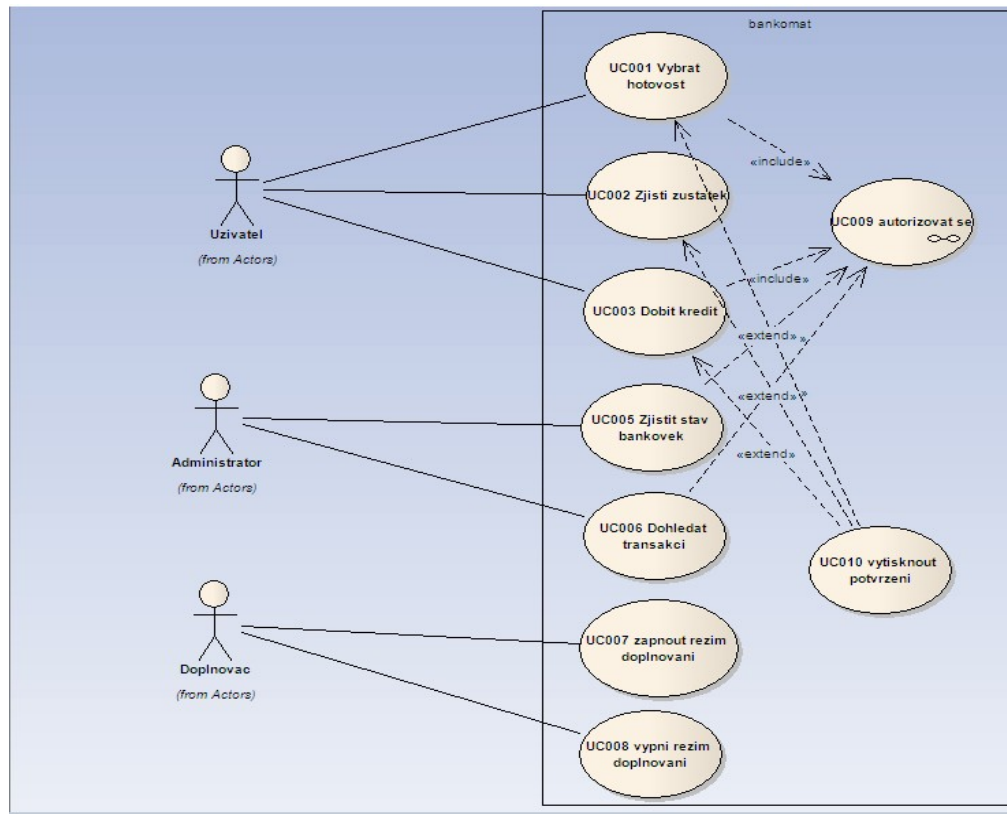 bankomat
UC001 Vybrat
hotovost
«include»
UC002 Zjisti zustatek
UC009 autorizovat se
Uzivatel
(from Actors)
«include»
UC003 Dobit kredit
«extend»
»
«extend»
»
UC005 Zjistit stav
bankovek
«extend»
Administrator
(from Actors)
UC006 Dohledat
transakci
UC010 vytisknout
potvrzeni
UC007 zapnout rezim
doplnovani
Doplnovac
(from Actors)
UC008 vypni rezim
doplnovani